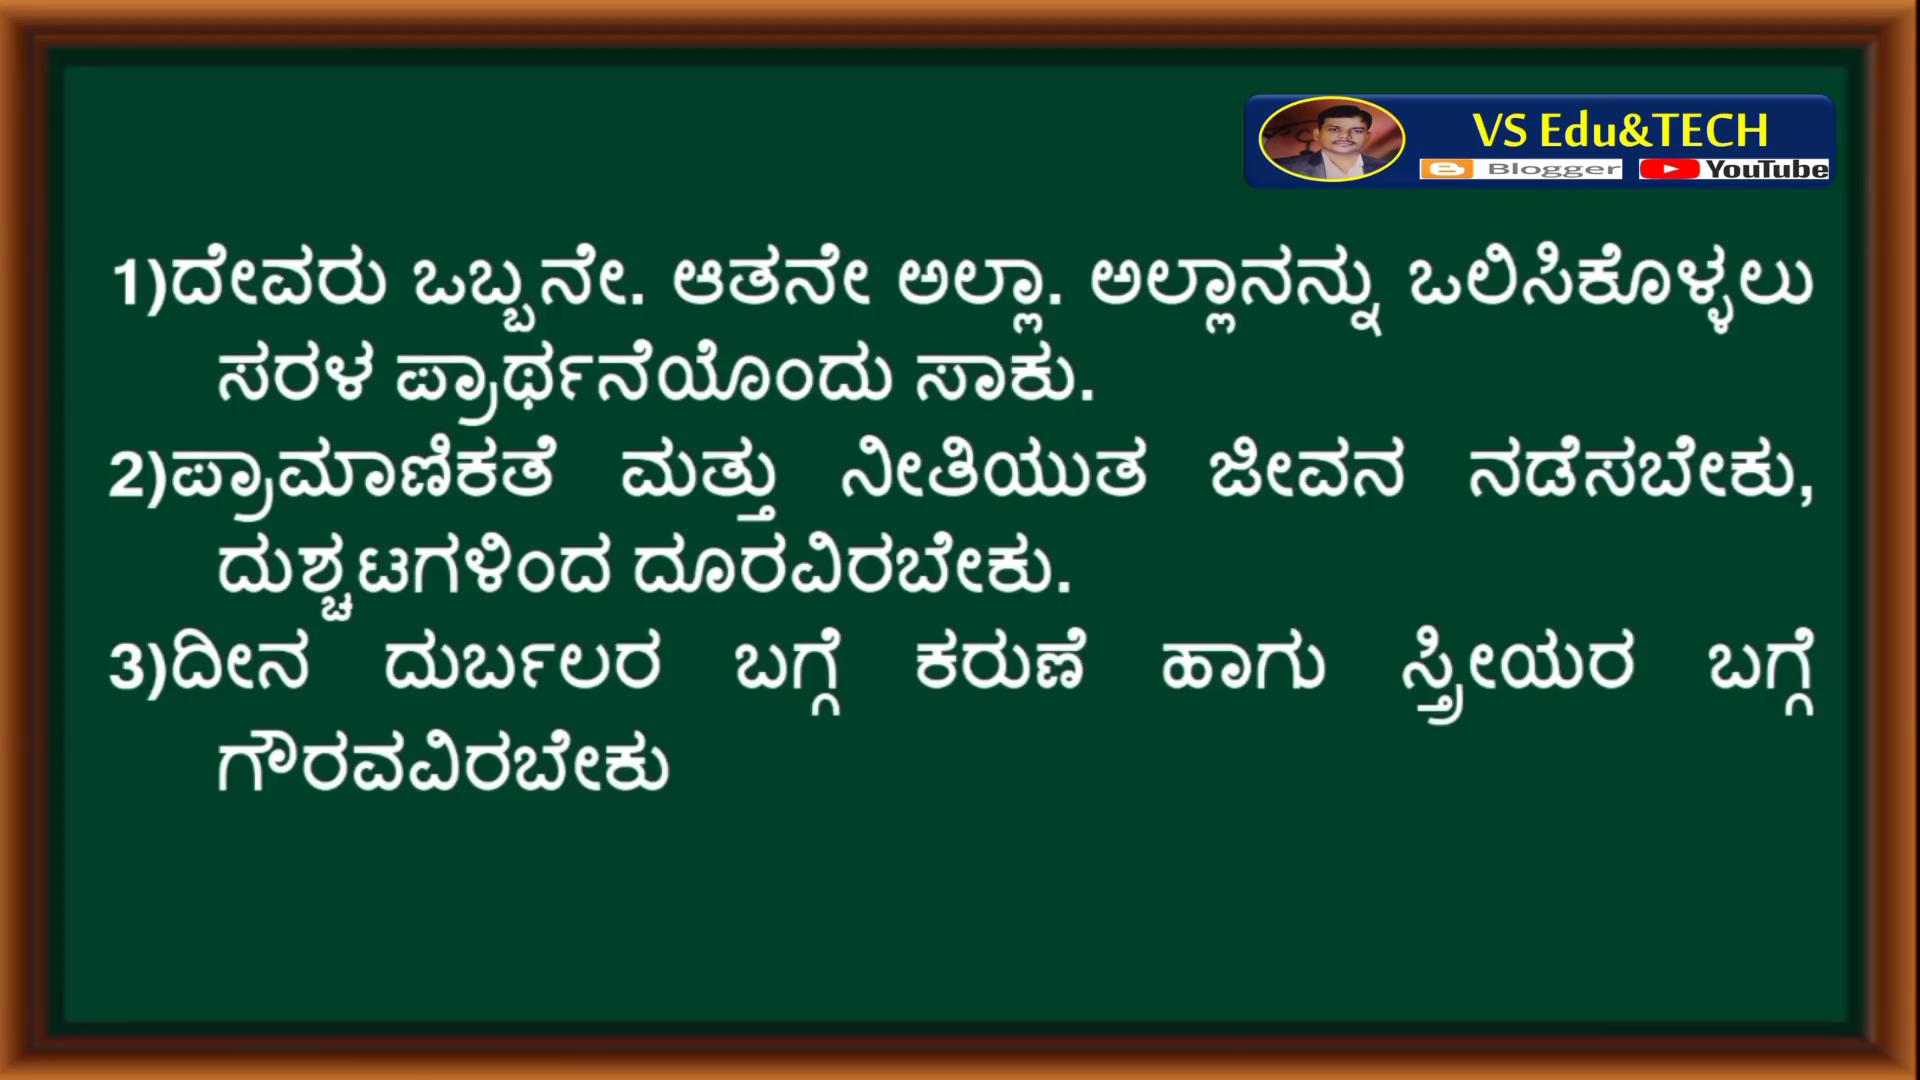 VS Edu&TECH
Blogger YouTube
1)ದೇವರು ಒಬ್ಬನೇ. ಆತನೇ ಅಲ್ಲಾ. ಅಲ್ಲಾನನ್ನು ಒಲಿಸಿಕೊಳ್ಳಲು
ಸರಳ ಪ್ರಾರ್ಥನೆಯೊಂದು ಸಾಕು.
2)ಪ್ರಾಮಾಣಿಕತೆ ಮತ್ತು ನೀತಿಯುತ ಜೀವನ ನಡೆಸಬೇಕು,
ದುಶ್ಚಟಗಳಿಂದ ದೂರವಿರಬೇಕು.
3)ದೀನ ದುರ್ಬಲರ ಬಗ್ಗೆ ಕರುಣೆ ಹಾಗು ಸ್ತ್ರೀಯರ ಬಗ್ಗೆ
ಗೌರವವಿರಬೇಕು